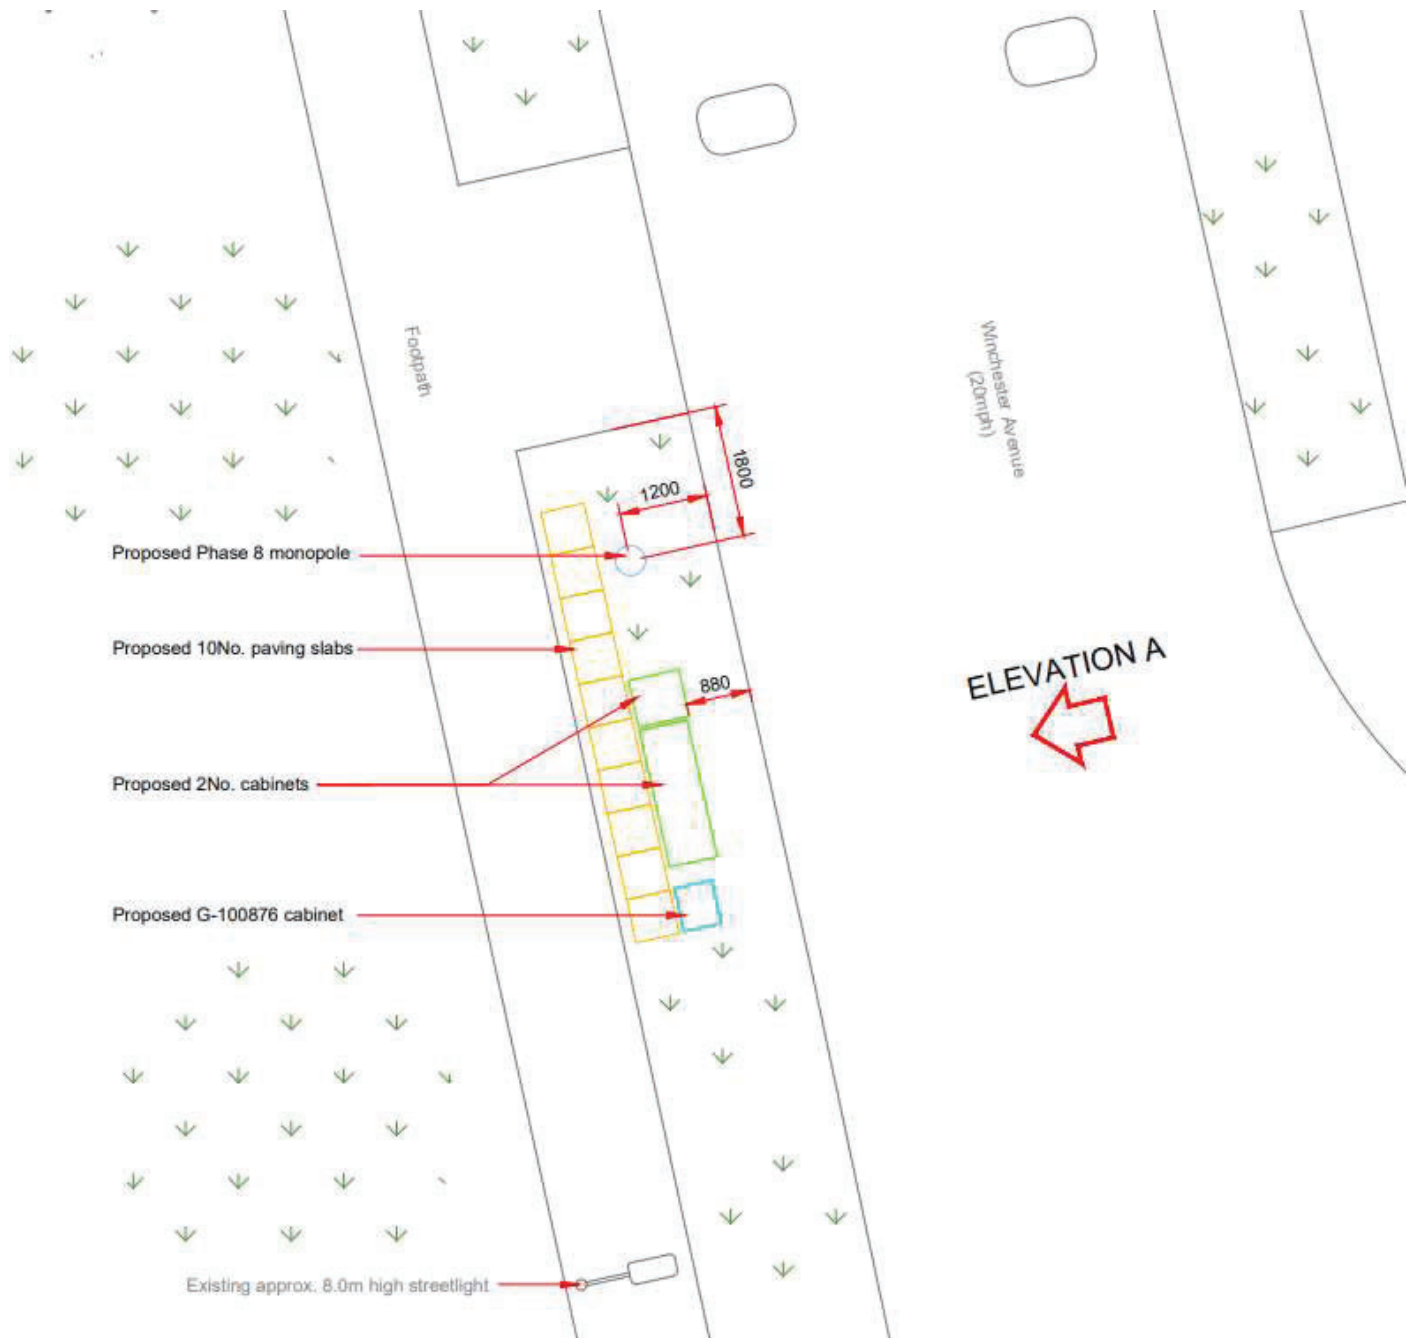 Footpath
Winchester Avenue
(20mph)
1800
1200
Proposed Phase 8 monopole
Proposed 10No. paving slabs
ELEVATION A
880
Proposed 2No. cabinets
Proposed G-100876 cabinet
Existing approx. 8.0m high streetlight